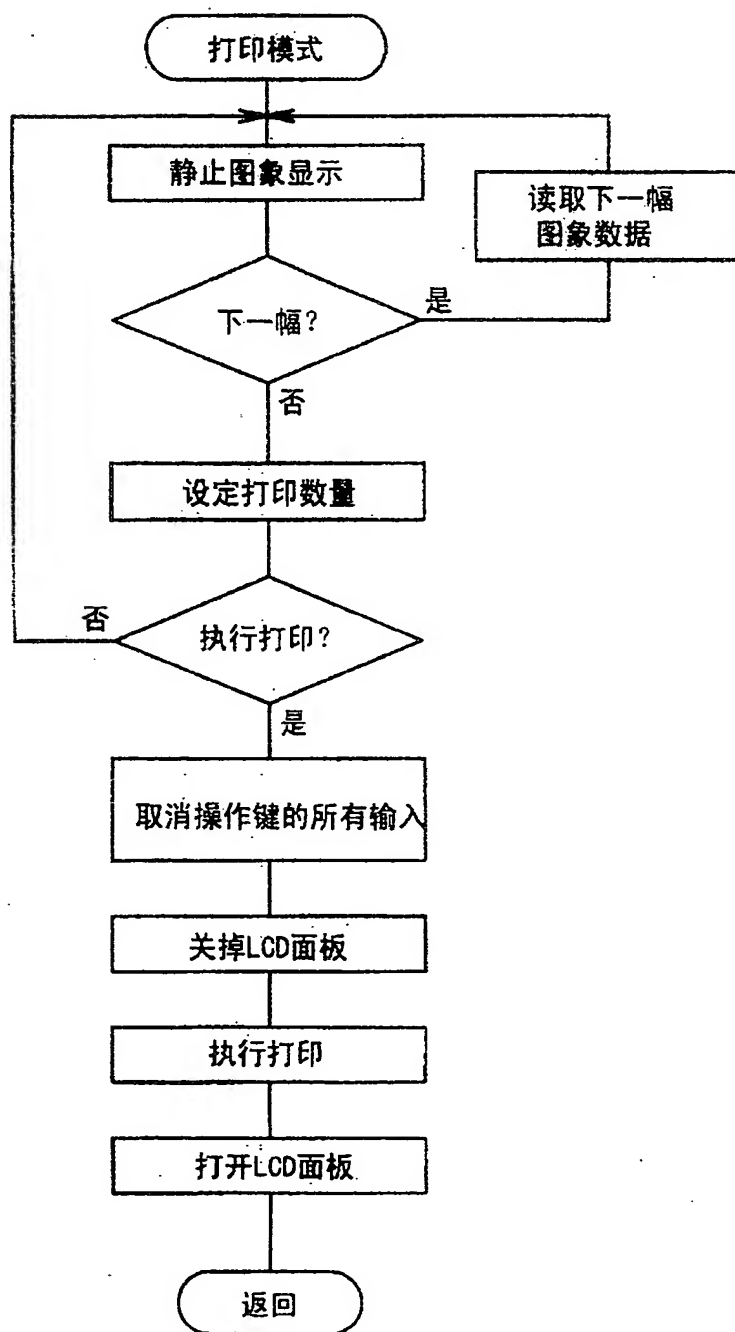 打印模式
静止图象显示
读取下一幅
图象数据
下一幅?
是
否
设定打印数量
否
执行打印?
是
取消操作键的所有输入
关掉LCD面板
执行打印
打开LCD面板
返回